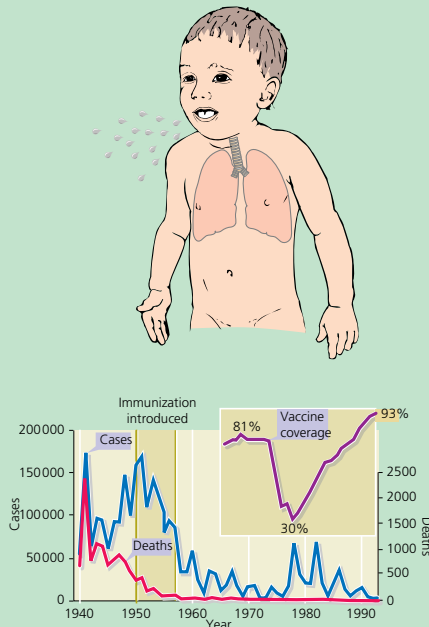 Immunization
introduced
200000
150000
100000
50000
0
Cases
Cases
Deaths
81%
Vaccine
coverage
93%
30%
2500
2000
1500
1000
500
0
Deaths
1940
1950
1960
1970
1980
1990
Year